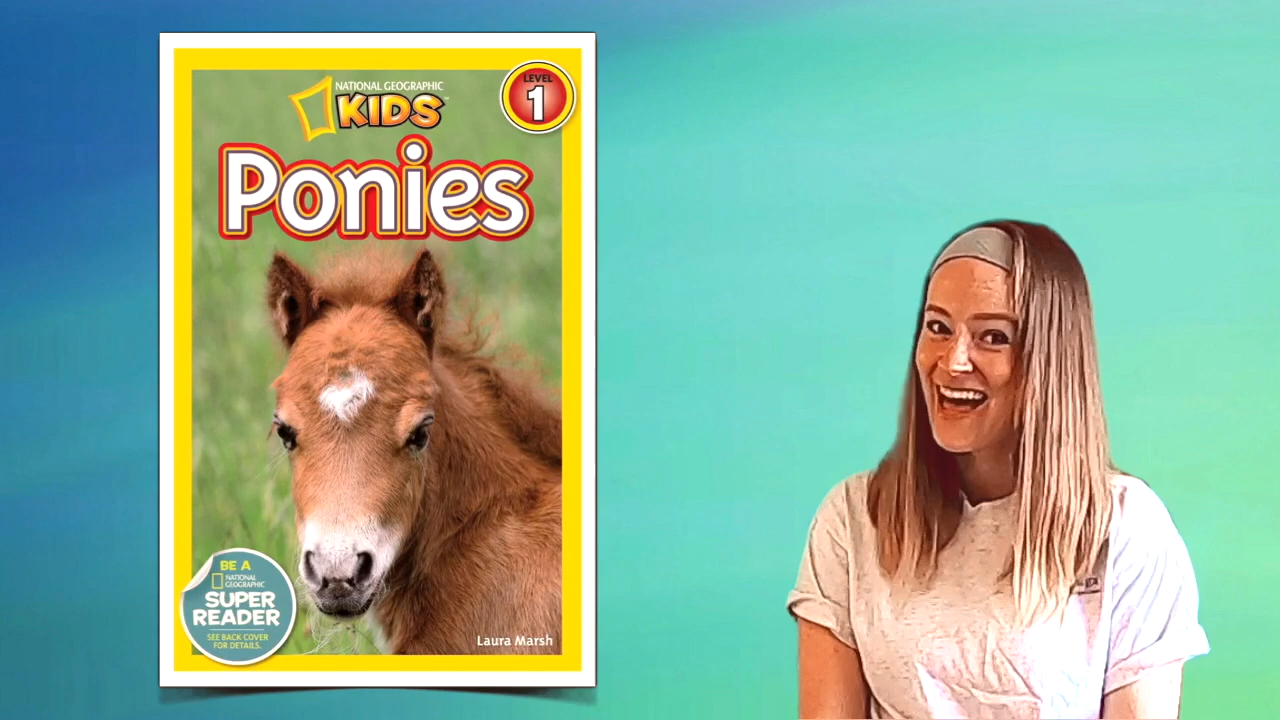 NATIONAL GEOGRAPHIC
KIDS
LEVEL
1
Ponies
BE A
NATIONAL
GEOGRAPHIC
SUPER
READER
SEE BACK COVER
FOR DETAILS.
Laura Marsh